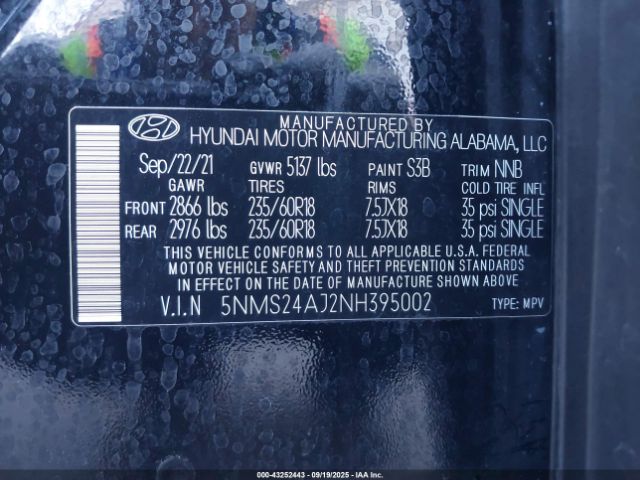 MANUFACTURED BY
HYUNDAI MOTOR MANUFACTURING ALABAMA, LLC
Sep/22/21 GVWR 5137 lbs PAINT S3B TRIM NNB
GAWR TIRES RIMS COLD TIRE INFL
FRONT 2866 lbs 235/60R18 7.5JX18 35 psi SINGLE
REAR 2976 lbs 235/60R18 7.5JX18 35 psi SINGLE
THIS VEHICLE CONFORMS TO ALL APPLICABLE U.S.A. FEDERAL
MOTOR VEHICLE SAFETY AND THEFT PREVENTION STANDARDS
IN EFFECT ON THE DATE OF MANUFACTURE SHOWN ABOVE.
V.I.N 5NMS24AJ2NH395002 TYPE: MPV
000-43252443 - 09/19/2025 - IAA Inc.